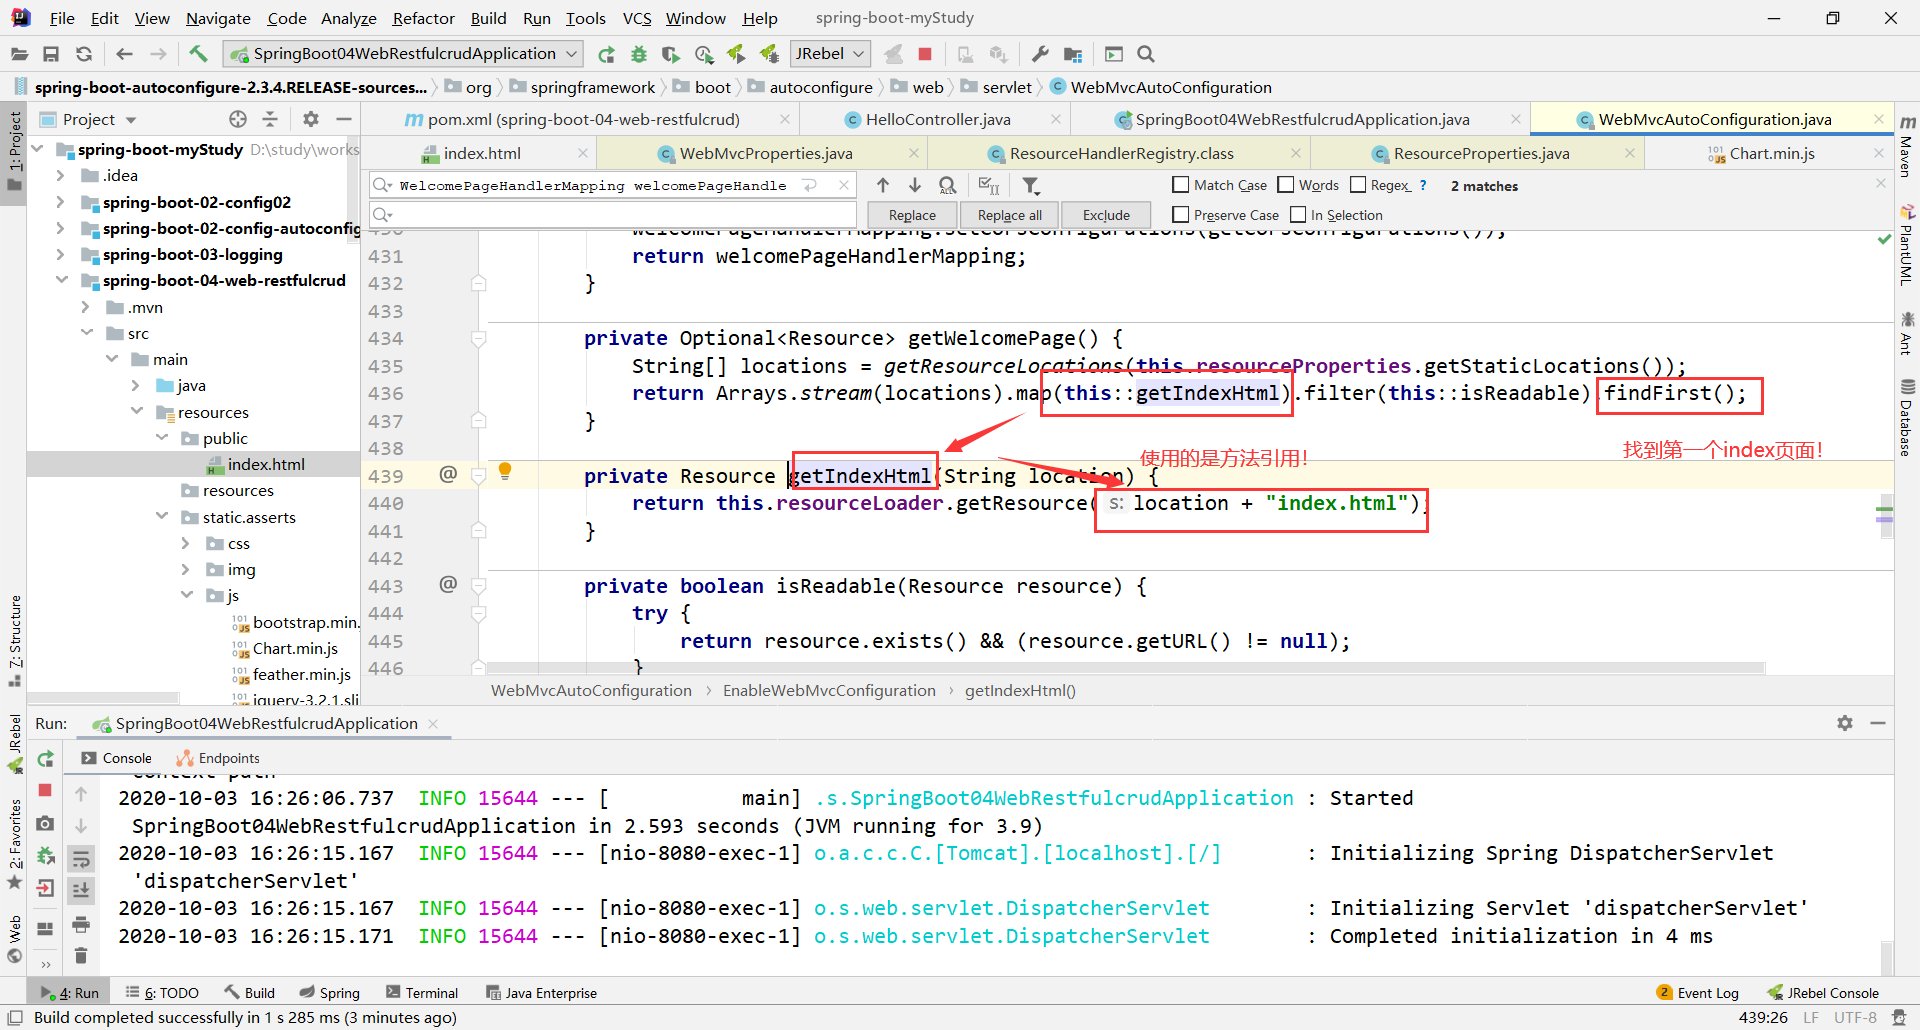 File Edit View Navigate Code Analyze Refactor Build Run Tools VCS Window Help spring-boot-myStudy
SpringBoot04WebRestfulcrudApplication JRebel
spring-boot-autoconfigure-2.3.4.RELEASE-sources... org springframework boot autoconfigure web servlet WebMvcAutoConfiguration
Project
pom.xml (spring-boot-04-web-restfulcrud) HelloController.java SpringBoot04WebRestfulcrudApplication.java WebMvcAutoConfiguration.java
index.html WebMvcProperties.java ResourceHandlerRegistry.class ResourceProperties.java Chart.min.js
WelcomePageHandlerMapping welcomePageHandle Match Case Words Regex ? 2 matches
Replace Replace all Exclude Preserve Case In Selection
1: Project
7: Structure
JRebel
2: Favorites
Web
Maven
PlantUML
Ant
Database
spring-boot-myStudy D:\study\works
.idea
spring-boot-02-config02
spring-boot-02-config-autoconfig
spring-boot-03-logging
spring-boot-04-web-restfulcrud
.mvn
src
main
java
resources
public
index.html
resources
static.asserts
css
img
js
bootstrap.min.
Chart.min.js
feather.min.js
jquery-3.2.1.sli
430 welcomePageHandlerMapping.setCorsConfigurations(getCorsConfigurations());
431 return welcomePageHandlerMapping;
432 }
433
434 private Optional<Resource> getWelcomePage() {
435 String[] locations = getResourceLocations(this.resourceProperties.getStaticLocations());
436 return Arrays.stream(locations).map(this::getIndexHtml).filter(this::isReadable).findFirst();
437 }
438
使用的是方法引用!
找到第一个index页面!
439 @ private Resource getIndexHtml(String location) {
440 return this.resourceLoader.getResource( s: location + "index.html");
441 }
442
443 @ private boolean isReadable(Resource resource) {
444 try {
445 return resource.exists() && (resource.getURL() != null);
446 }
WebMvcAutoConfiguration › EnableWebMvcConfiguration › getIndexHtml()
Run: SpringBoot04WebRestfulcrudApplication
Console Endpoints
context path ''
2020-10-03 16:26:06.737 INFO 15644 --- [ main] .s.SpringBoot04WebRestfulcrudApplication : Started
SpringBoot04WebRestfulcrudApplication in 2.593 seconds (JVM running for 3.9)
2020-10-03 16:26:15.167 INFO 15644 --- [nio-8080-exec-1] o.a.c.c.C.[Tomcat].[localhost].[/] : Initializing Spring DispatcherServlet
'dispatcherServlet'
2020-10-03 16:26:15.167 INFO 15644 --- [nio-8080-exec-1] o.s.web.servlet.DispatcherServlet : Initializing Servlet 'dispatcherServlet'
2020-10-03 16:26:15.171 INFO 15644 --- [nio-8080-exec-1] o.s.web.servlet.DispatcherServlet : Completed initialization in 4 ms
4: Run 6: TODO Build Spring Terminal Java Enterprise 2 Event Log JRebel Console
Build completed successfully in 1 s 285 ms (3 minutes ago) 439:26 LF UTF-8